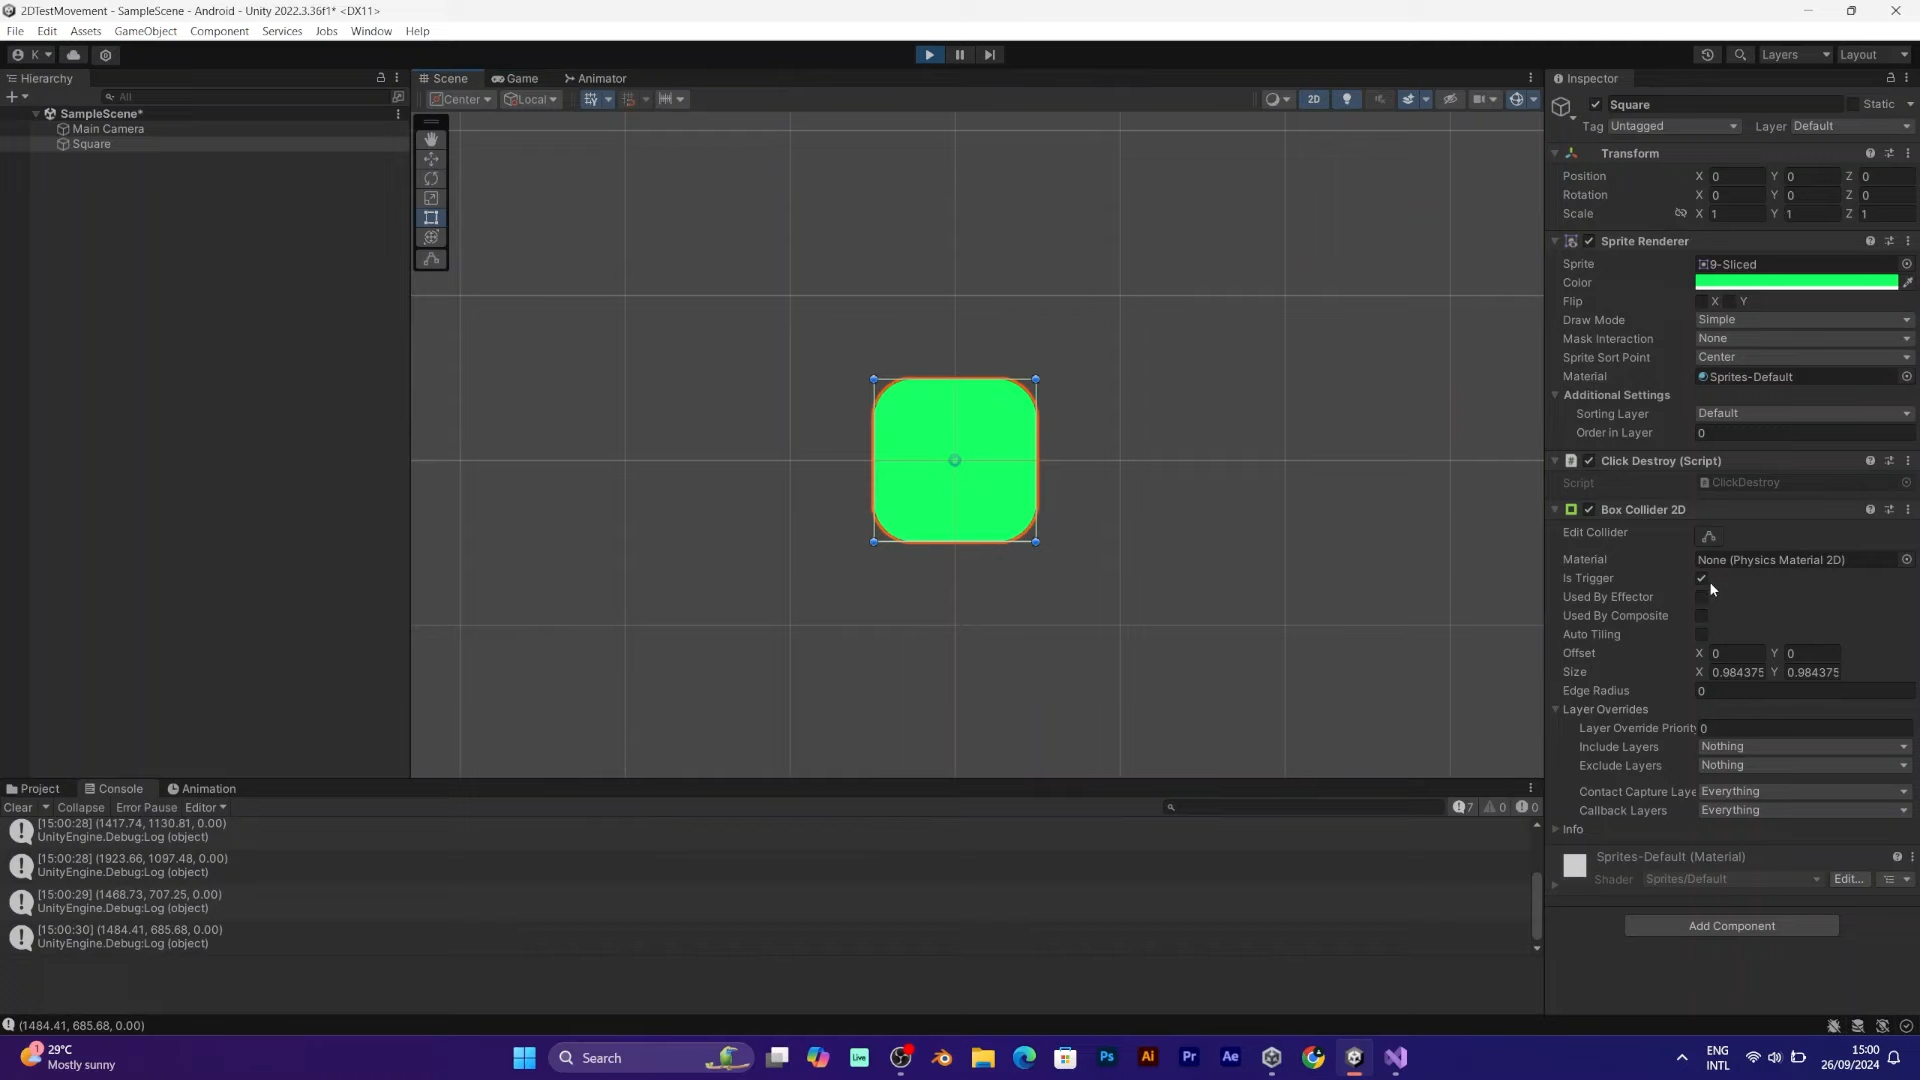 2DTestMovement - SampleScene - Android - Unity 2022.3.36f1* <DX11>
File Edit Assets GameObject Component Services Jobs Window Help
K Layers Layout
Hierarchy
All
SampleScene*
Main Camera
Square
Scene Game Animator
Center Local 2D
Inspector
Square Static
Tag Untagged Layer Default
Transform
Position X 0 Y 0 Z 0
Rotation X 0 Y 0 Z 0
Scale X 1 Y 1 Z 1
Sprite Renderer
Sprite 9-Sliced
Color
Flip X Y
Draw Mode Simple
Mask Interaction None
Sprite Sort Point Center
Material Sprites-Default
Additional Settings
Sorting Layer Default
Order in Layer 0
Click Destroy (Script)
Script ClickDestroy
Box Collider 2D
Edit Collider
Material None (Physics Material 2D)
Is Trigger
Used By Effector
Used By Composite
Auto Tiling
Offset X 0 Y 0
Size X 0.984375 Y 0.984375
Edge Radius 0
Layer Overrides
Layer Override Priority 0
Include Layers Nothing
Exclude Layers Nothing
Contact Capture Laye Everything
Callback Layers Everything
Info
Sprites-Default (Material)
Shader Sprites/Default Edit...
Add Component
Project Console Animation
Clear Collapse Error Pause Editor 7 0 0
[15:00:28] (1417.74, 1130.81, 0.00)
UnityEngine.Debug:Log (object)
[15:00:28] (1923.66, 1097.48, 0.00)
UnityEngine.Debug:Log (object)
[15:00:29] (1468.73, 707.25, 0.00)
UnityEngine.Debug:Log (object)
[15:00:30] (1484.41, 685.68, 0.00)
UnityEngine.Debug:Log (object)
(1484.41, 685.68, 0.00)
1
29°C
Mostly sunny
Search
Live Ps Ai Pr Ae
ENG
INTL
15:00
26/09/2024